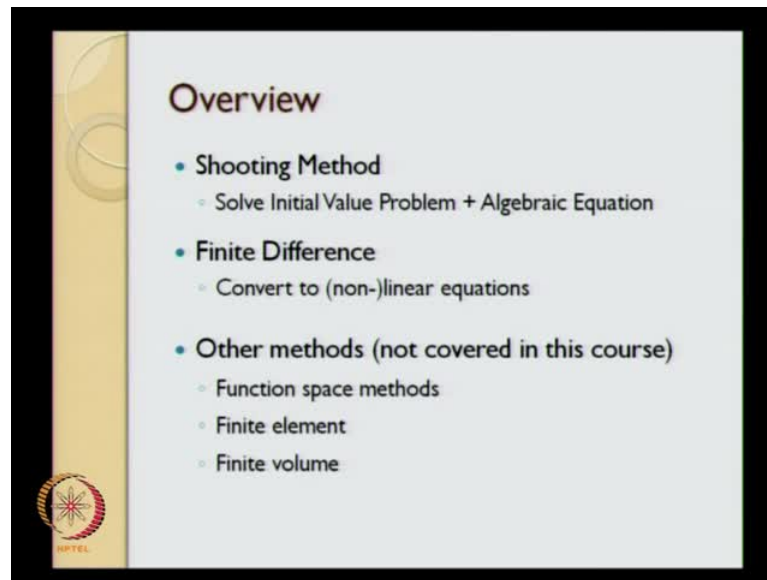 Overview
• Shooting Method
◦ Solve Initial Value Problem + Algebraic Equation
• Finite Difference
◦ Convert to (non-)linear equations
• Other methods (not covered in this course)
◦ Function space methods
◦ Finite element
◦ Finite volume
NPTEL